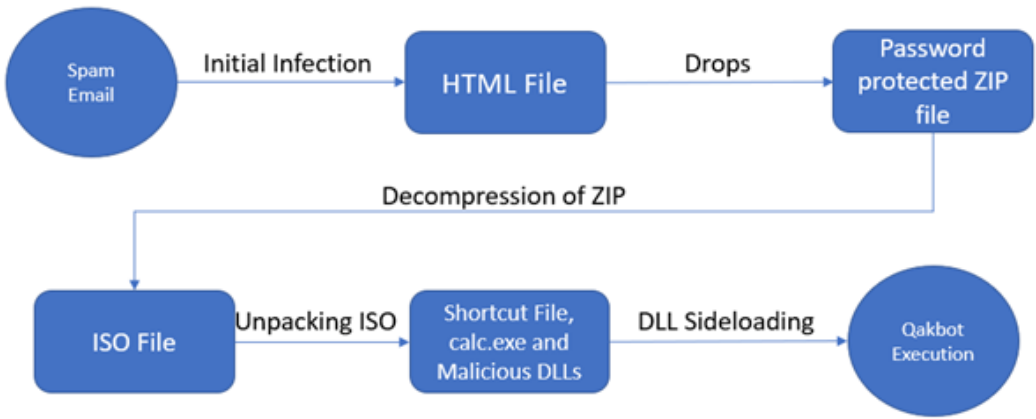 Spam
Email
Initial Infection
HTML File
Drops
Password
protected ZIP
file
Decompression of ZIP
ISO File
Unpacking ISO
Shortcut File,
calc.exe and
Malicious DLLs
DLL Sideloading
Qakbot
Execution